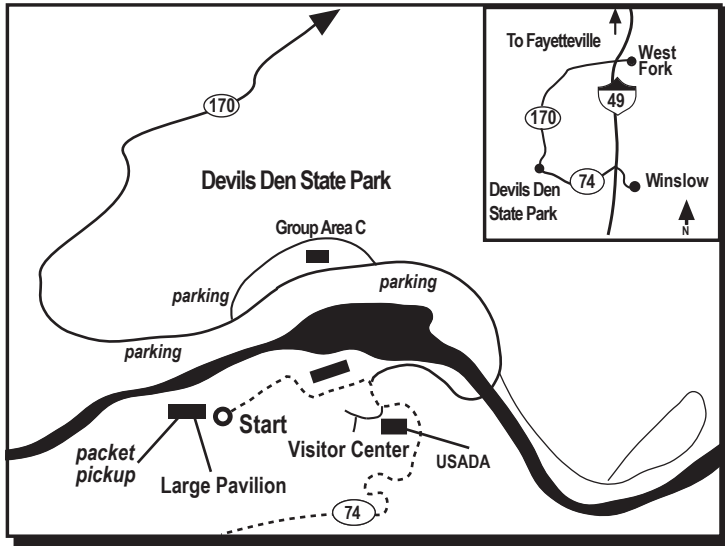 170
Devils Den State Park
Group Area C
parking
parking
parking
Start
packet
pickup
Large Pavilion
Visitor Center
USADA
74
To Fayetteville
West
Fork
49
170
74
Winslow
Devils Den
State Park
N